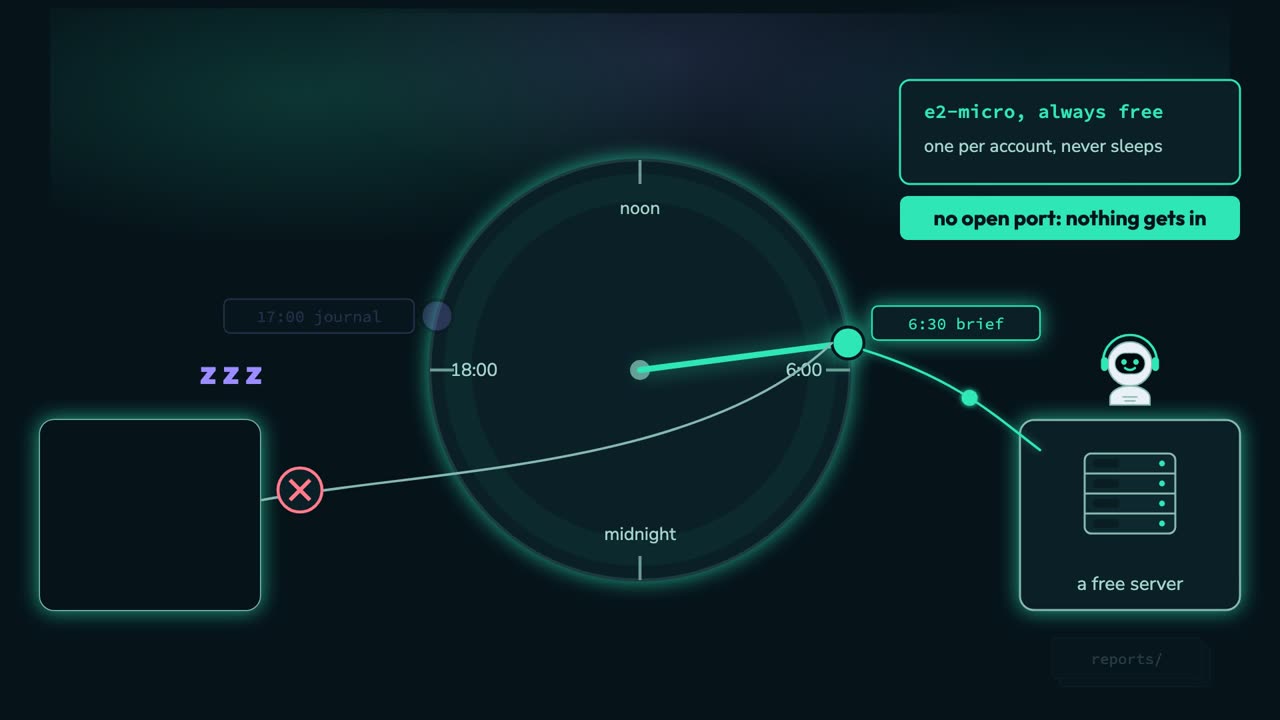 e2-micro, always free
one per account, never sleeps
no open port: nothing gets in
noon
17:00 journal
6:30 brief
z z z
18:00
6:00
midnight
a free server
reports/